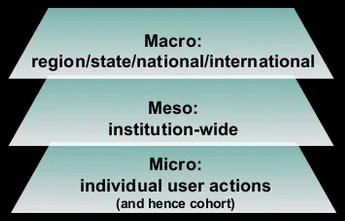 Macro:
region/state/national/international
Meso:
institution-wide
Micro:
individual user actions
(and hence cohort)